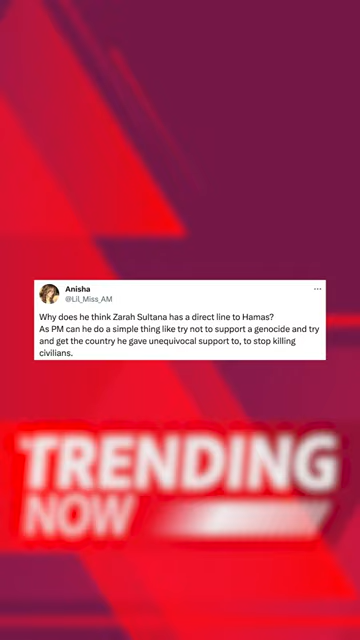 Anisha
@Lil_Miss_AM
Why does he think Zarah Sultana has a direct line to Hamas?
As PM can he do a simple thing like try not to support a genocide and try
and get the country he gave unequivocal support to, to stop killing
civilians.
TRENDING
NOW